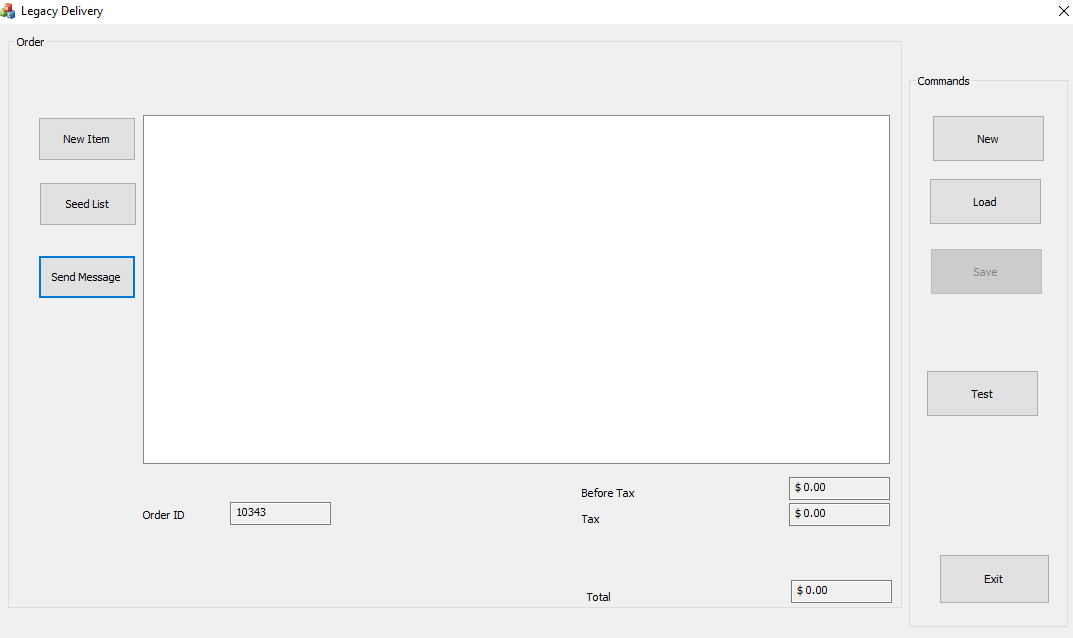 Legacy Delivery
Order
New Item
Seed List
Send Message
Order ID
10343
Before Tax
$ 0.00
Tax
$ 0.00
Total
$ 0.00
Commands
New
Load
Save
Test
Exit